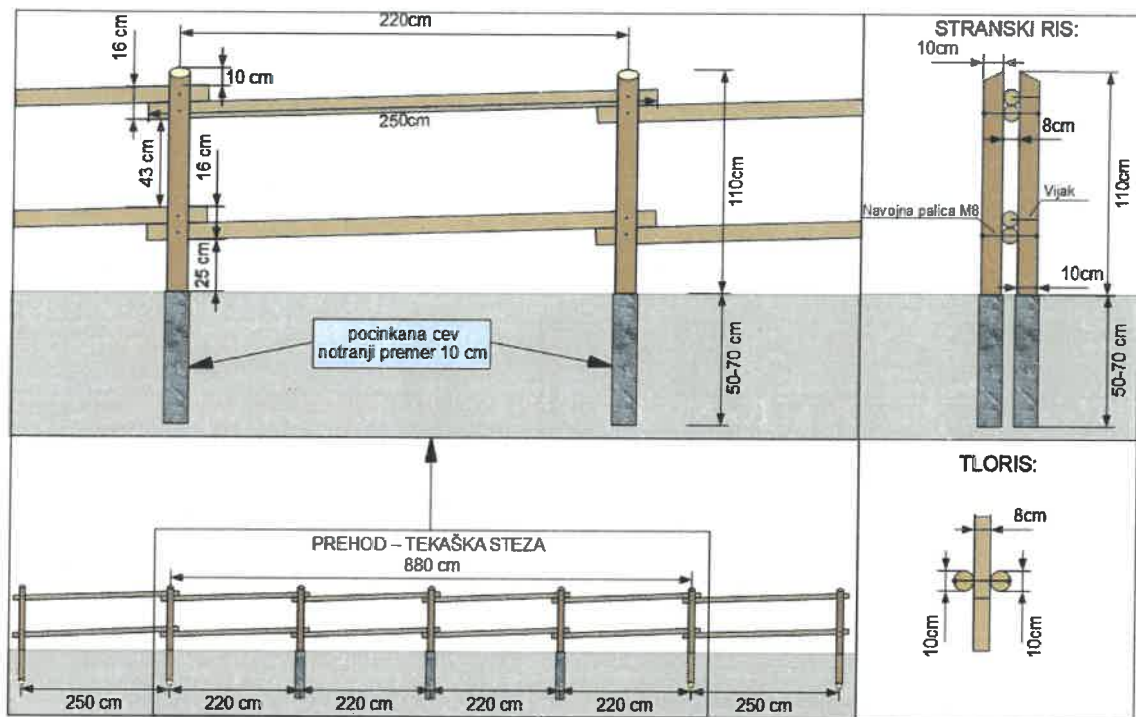 220cm
16 cm
10 cm
250cm
43 cm
16 cm
25 cm
110cm
50-70 cm
pocinkana cev
notranji premer 10 cm
STRANSKI RIS:
10cm
8cm
Vijak
Navojna palica M8
110cm
10cm
50-70 cm
PREHOD – TEKAŠKA STEZA
880 cm
250 cm
220 cm
220 cm
220 cm
220 cm
250 cm
TLORIS:
8cm
10cm
10cm